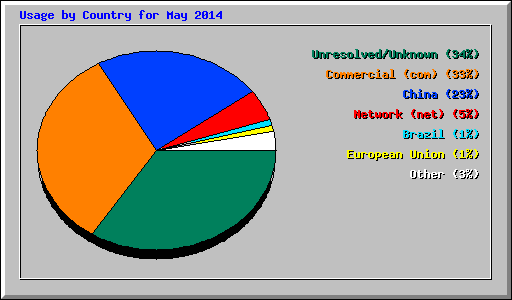 Usage by Country for May 2014
Unresolved/Unknown (34%)
Commercial (com) (33%)
China (23%)
Network (net) (5%)
Brazil (1%)
European Union (1%)
Other (3%)